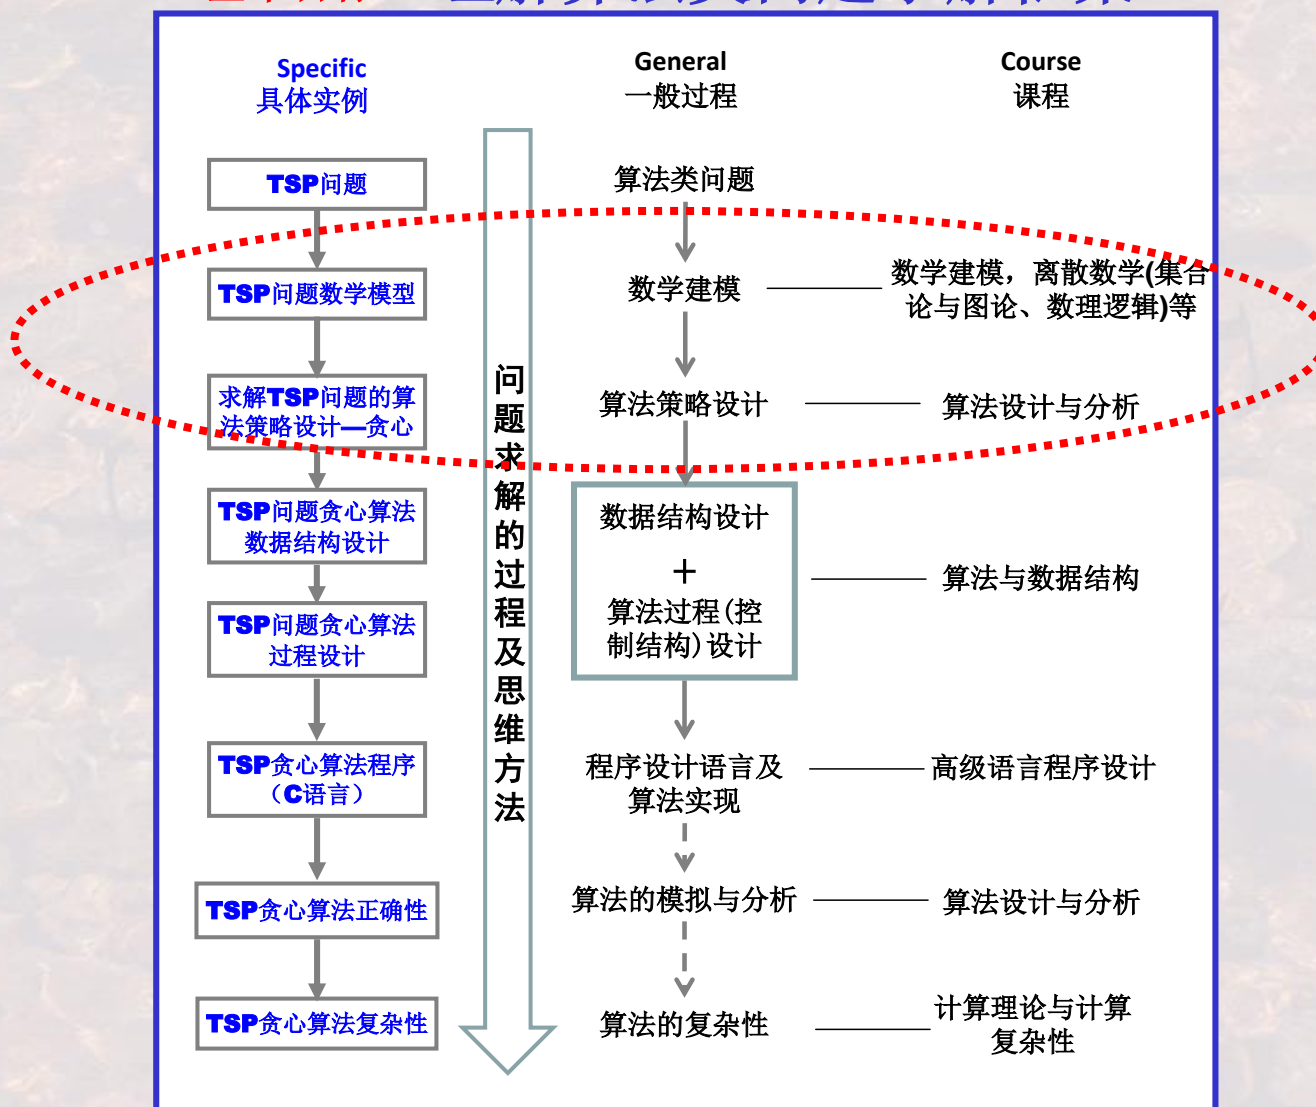 Specific
具体实例
General
一般过程
Course
课程
TSP问题
算法类问题
TSP问题数学模型
数学建模
数学建模，离散数学(集合
论与图论、数理逻辑)等
求解TSP问题的算
法策略设计—贪心
算法策略设计
算法设计与分析
问题求解的过程及思维方法
TSP问题贪心算法
数据结构设计
数据结构设计
+
算法过程(控
制结构)设计
算法与数据结构
TSP问题贪心算法
过程设计
TSP贪心算法程序
（C语言）
程序设计语言及
算法实现
高级语言程序设计
TSP贪心算法正确性
算法的模拟与分析
算法设计与分析
TSP贪心算法复杂性
算法的复杂性
计算理论与计算
复杂性